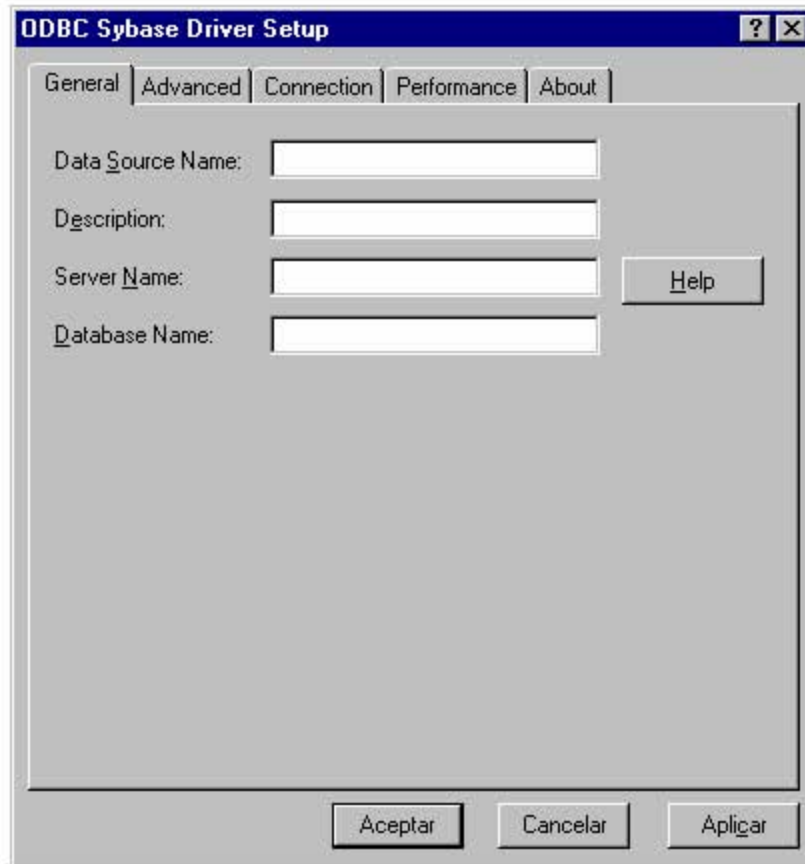 ODBC Sybase Driver Setup
General Advanced Connection Performance About
Data Source Name:
Description:
Server Name:
Help
Database Name:
Aceptar Cancelar Aplicar